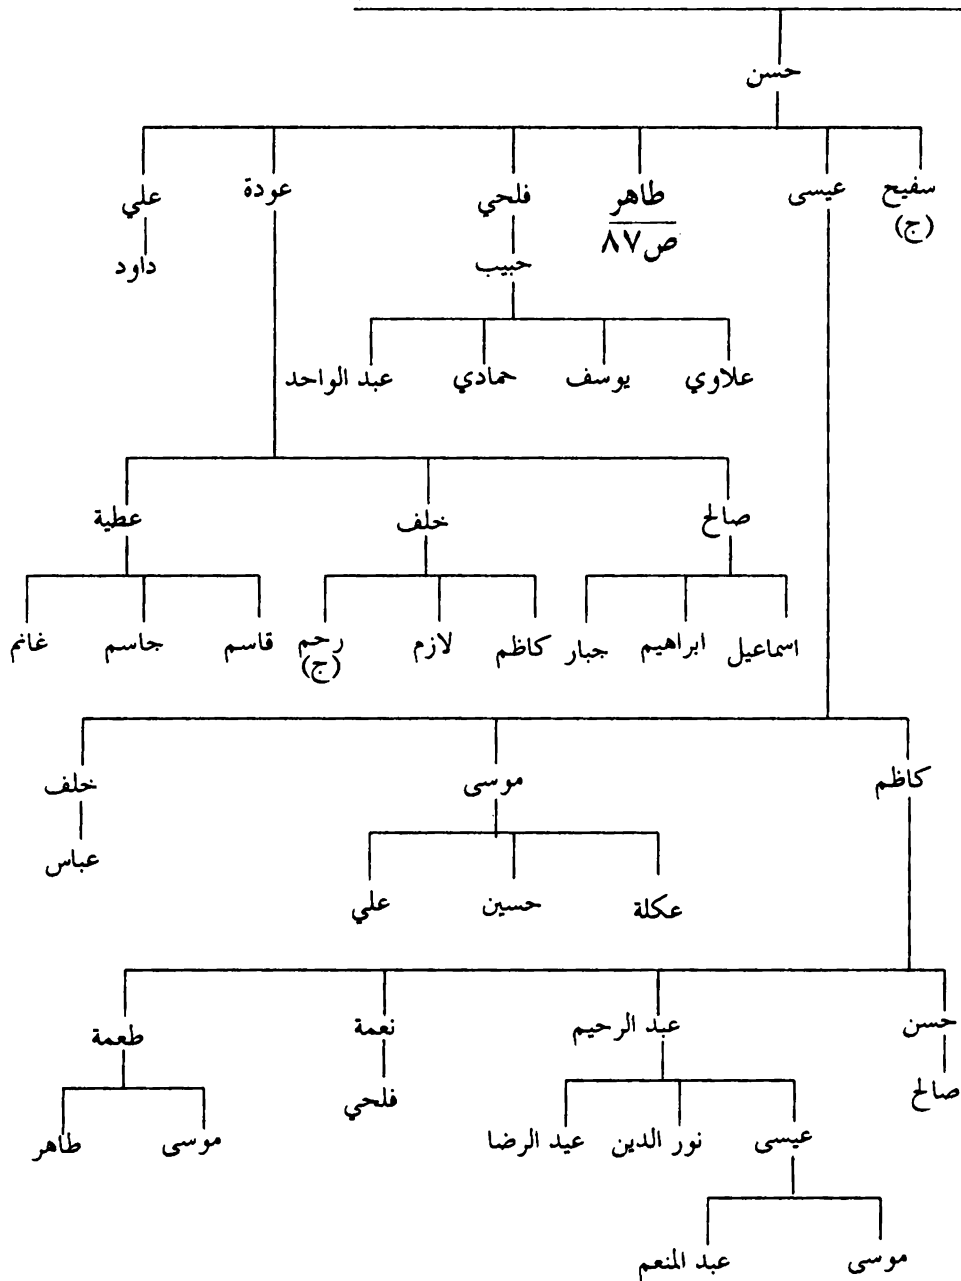 حسن
سفيح عيسى طاهر فلحي عودة علي
(ج) ص٨٧
حبيب داود
علاوي يوسف حمادي عبد الواحد
صالح خلف عطية
اسماعيل ابراهيم جبار كاظم لازم رحم قاسم جاسم غانم
(ج)
كاظم موسى خلف
عباس
عكلة حسين علي
حسن عبد الرحيم نعمة طعمة
صالح فلحي
عيسى نور الدين عيد الرضا موسى طاهر
موسى عبد المنعم